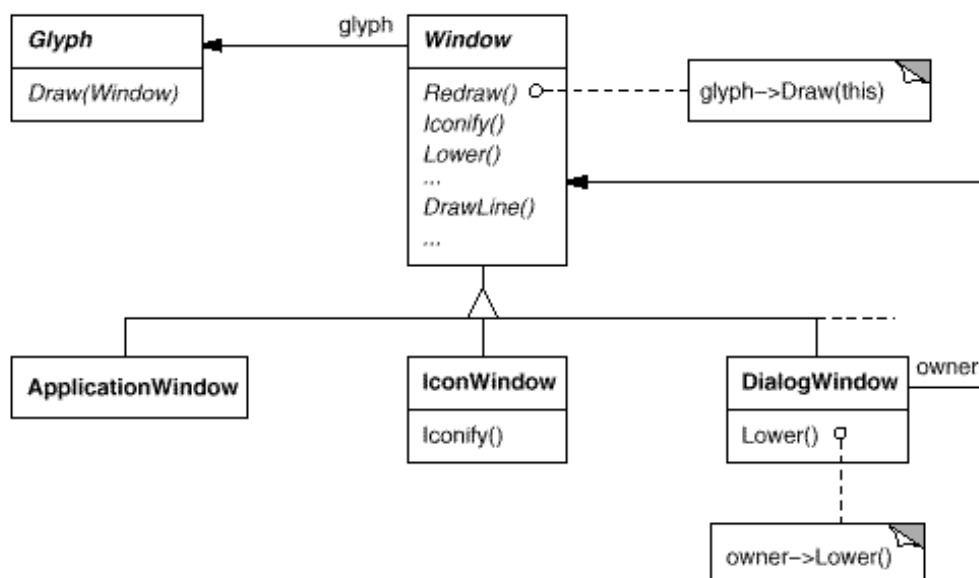 Glyph
Draw(Window)
glyph
Window
Redraw()
Iconify()
Lower()
...
DrawLine()
...
glyph->Draw(this)
ApplicationWindow
IconWindow
Iconify()
DialogWindow
Lower()
owner
owner->Lower()